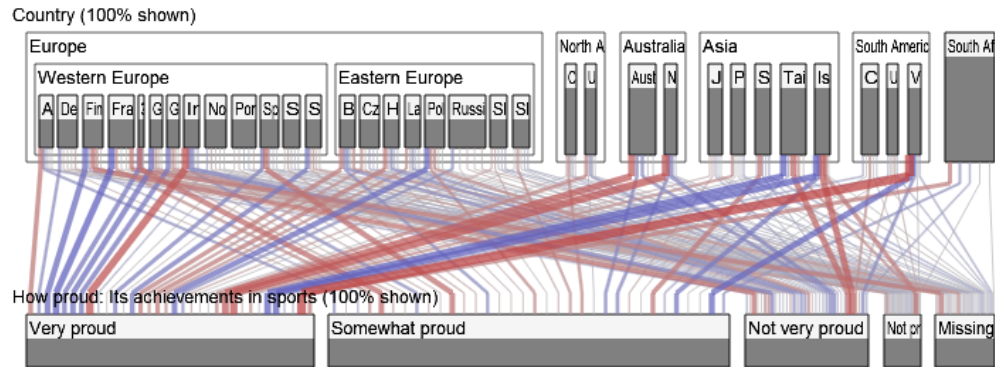 Country (100% shown)
Europe
North A
Australia
Asia
South Americ
South Af
Western Europe
Eastern Europe
C
U
Aust
N
J
P
S
Tai
Is
C
U
V
A
De
Fin
Fra
G
G
Ir
No
Por
Sp
S
S
B
Cz
H
La
Pol
Russi
Sl
Sl
How proud: Its achievements in sports (100% shown)
Very proud
Somewhat proud
Not very proud
Not pr
Missing